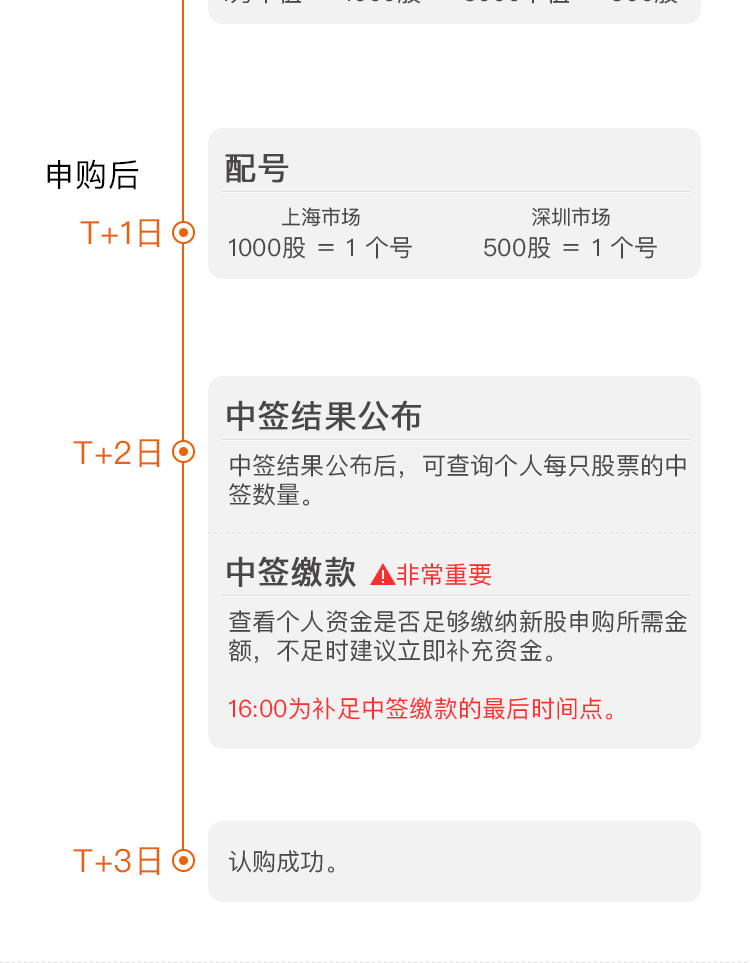 申购后
T+1日
配号
上海市场 深圳市场
1000股 = 1 个号 500股 = 1 个号
T+2日
中签结果公布
中签结果公布后，可查询个人每只股票的中
签数量。
中签缴款 非常重要
查看个人资金是否足够缴纳新股申购所需金
额，不足时建议立即补充资金。
16:00为补足中签缴款的最后时间点。
T+3日
认购成功。